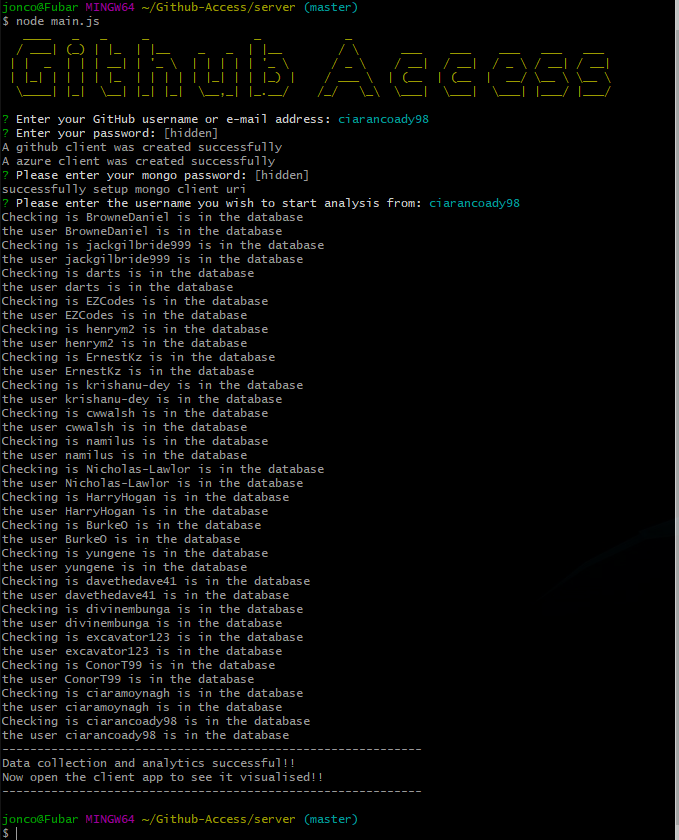 jonco@Fubar MINGW64 ~/Github-Access/server (master)
$ node main.js
Github Access
? Enter your GitHub username or e-mail address: ciarancoady98
? Enter your password: [hidden]
A github client was created successfully
A azure client was created successfully
? Please enter your mongo password: [hidden]
successfully setup mongo client uri
? Please enter the username you wish to start analysis from: ciarancoady98
Checking is BrowneDaniel is in the database
the user BrowneDaniel is in the database
Checking is jackgilbride999 is in the database
the user jackgilbride999 is in the database
Checking is darts is in the database
the user darts is in the database
Checking is EZCodes is in the database
the user EZCodes is in the database
Checking is henrym2 is in the database
the user henrym2 is in the database
Checking is ErnestKz is in the database
the user ErnestKz is in the database
Checking is krishanu-dey is in the database
the user krishanu-dey is in the database
Checking is cwwalsh is in the database
the user cwwalsh is in the database
Checking is namilus is in the database
the user namilus is in the database
Checking is Nicholas-Lawlor is in the database
the user Nicholas-Lawlor is in the database
Checking is HarryHogan is in the database
the user HarryHogan is in the database
Checking is BurkeO is in the database
the user BurkeO is in the database
Checking is yungene is in the database
the user yungene is in the database
Checking is davethedave41 is in the database
the user davethedave41 is in the database
Checking is divinembunga is in the database
the user divinembunga is in the database
Checking is excavator123 is in the database
the user excavator123 is in the database
Checking is ConorT99 is in the database
the user ConorT99 is in the database
Checking is ciaramoynagh is in the database
the user ciaramoynagh is in the database
Checking is ciarancoady98 is in the database
the user ciarancoady98 is in the database
------------------------------------------------------------
Data collection and analytics successful!!
Now open the client app to see it visualised!!
------------------------------------------------------------
jonco@Fubar MINGW64 ~/Github-Access/server (master)
$